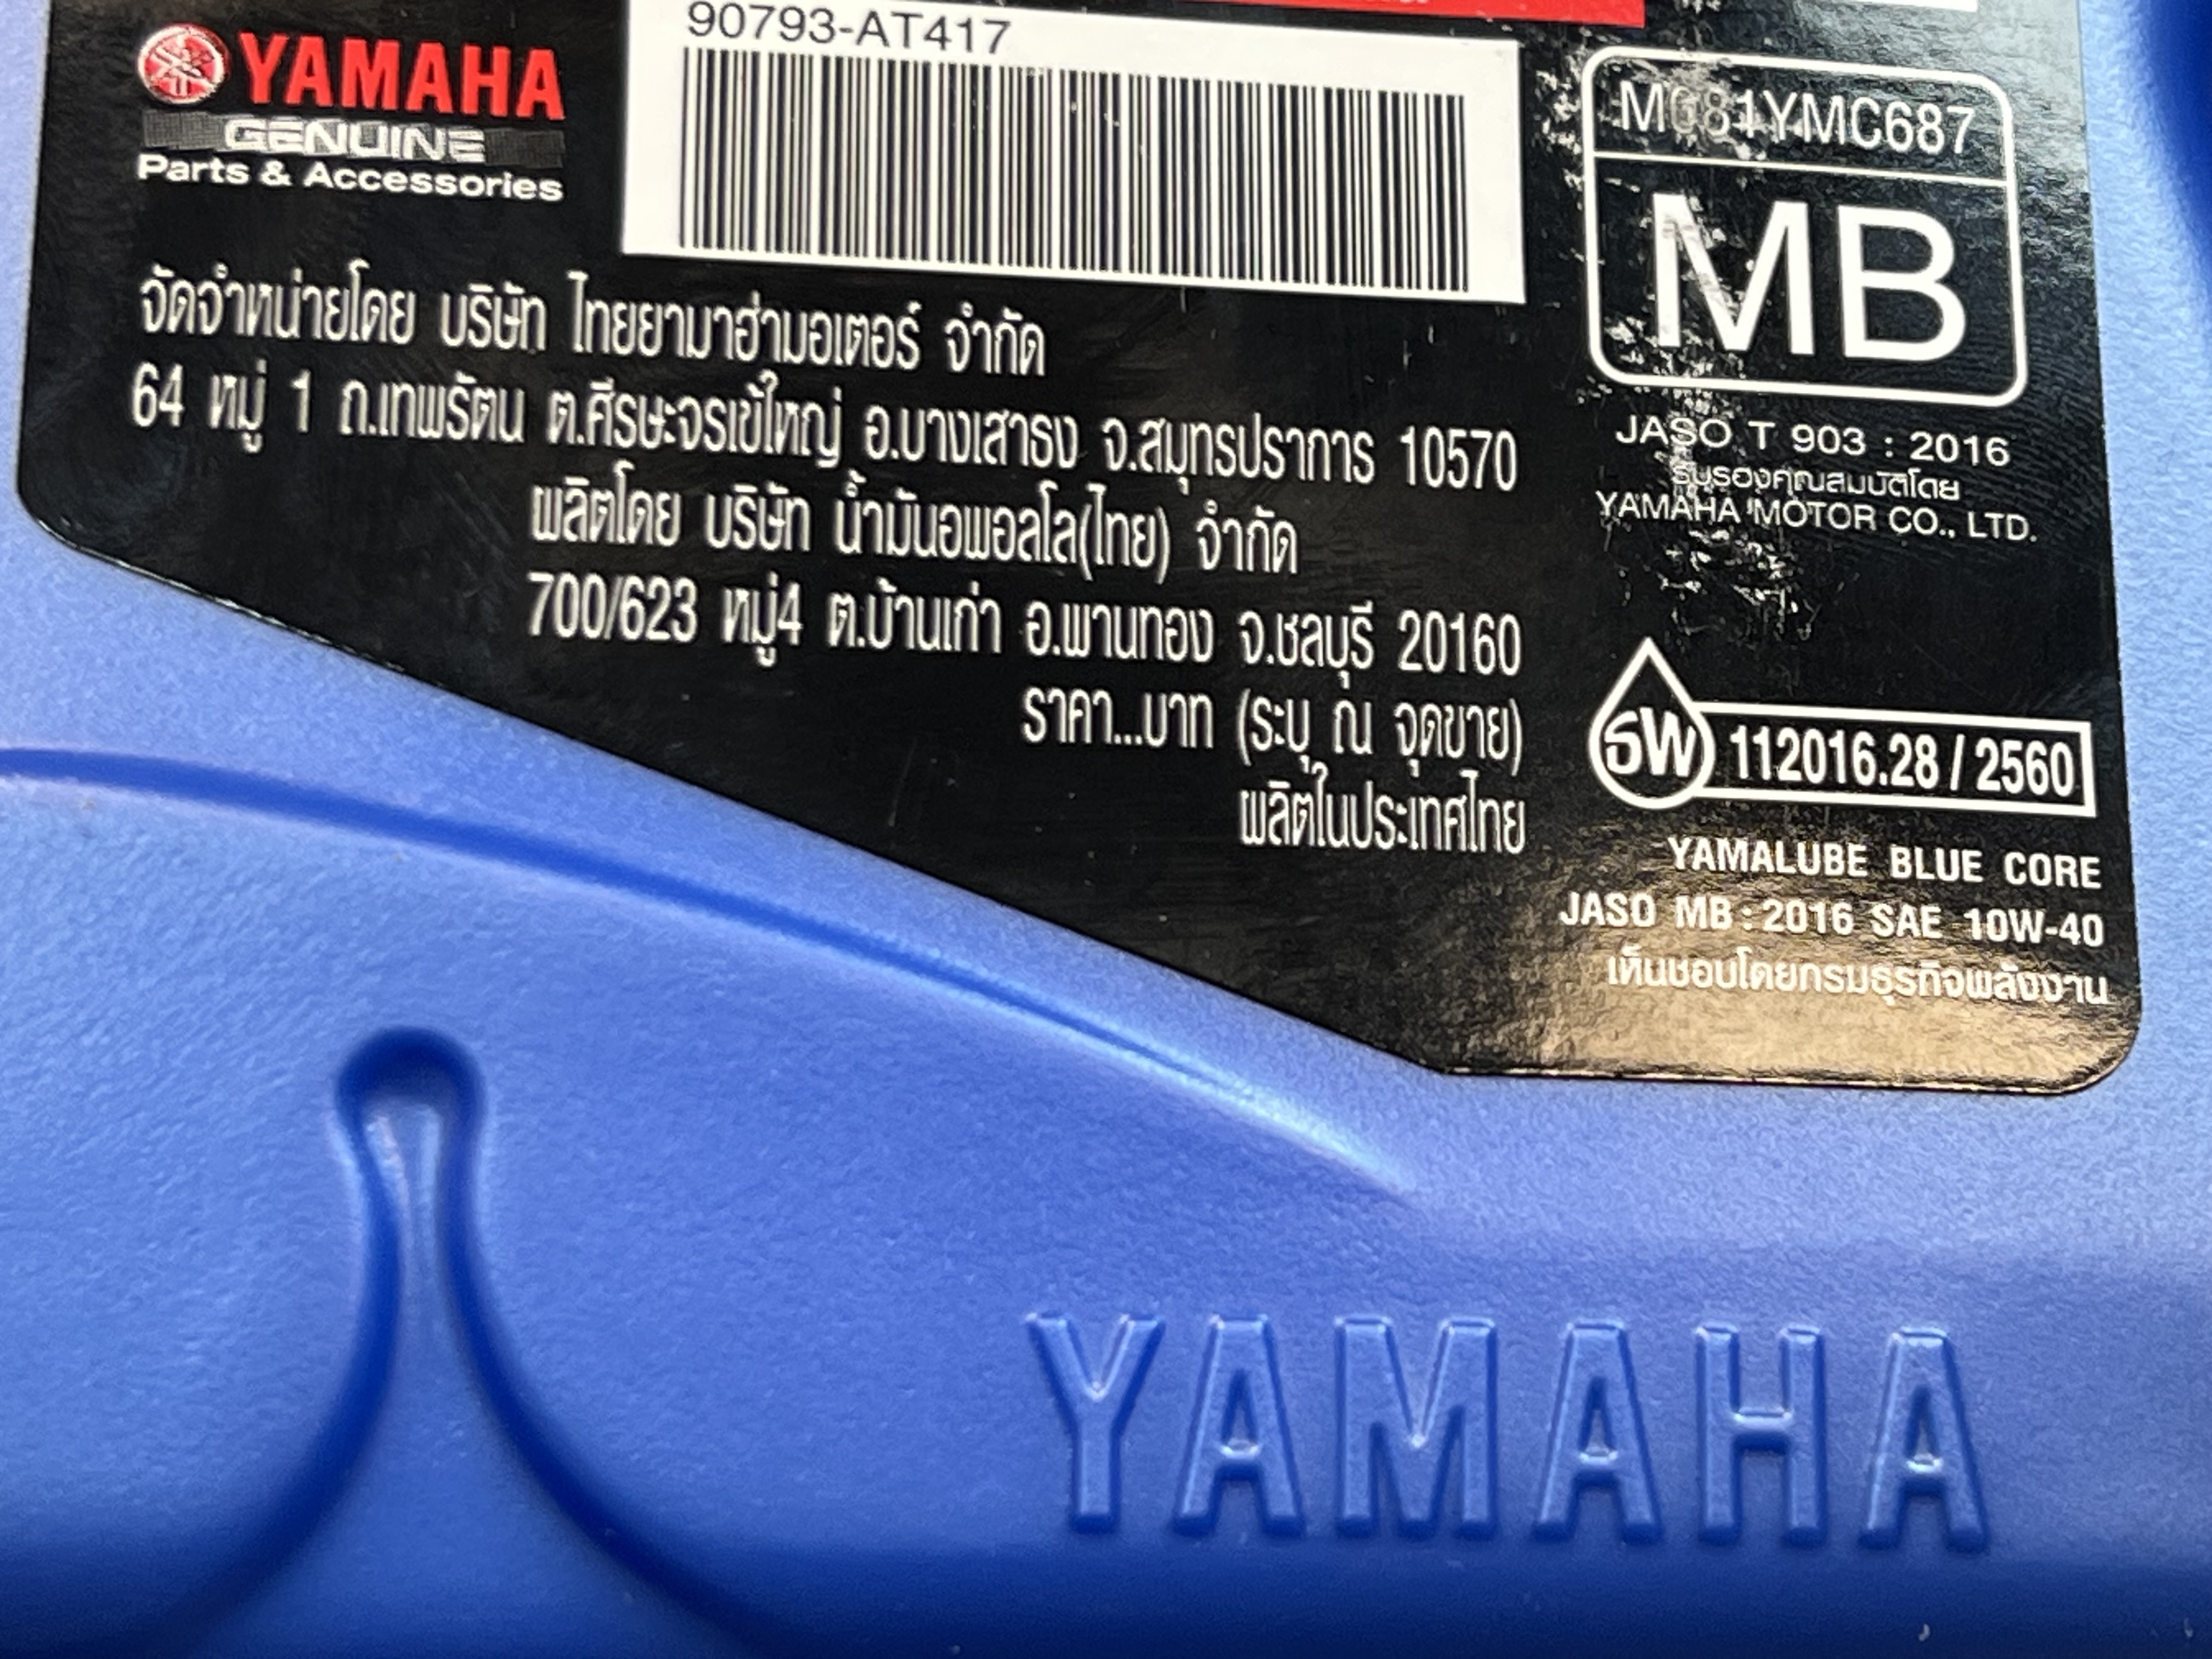 90793-AT417
YAMAHA
GENUINE
Parts & Accessories
จัดจำหน่ายโดย บริษัท ไทยยามาฮ่ามอเตอร์ จำกัด
64 หมู่ 1 ถ.เทพรัตน ต.ศีรษะจรเข้ใหญ่ อ.บางเสาธง จ.สมุทรปราการ 10570
ผลิตโดย บริษัท น้ำมันอพอลโล(ไทย) จำกัด
700/623 หมู่4 ต.บ้านเก่า อ.พานทอง จ.ชลบุรี 20160
ราคา...บาท (ระบุ ณ จุดขาย)
ผลิตในประเทศไทย
M081YMC687
MB
JASO T 903 : 2016
รับรองคุณสมบัติโดย
YAMAHA MOTOR CO., LTD.
ธW 112016.28 / 2560
YAMALUBE BLUE CORE
JASO MB : 2016 SAE 10W-40
เห็นชอบโดยกรมธุรกิจพลังงาน
YAMAHA